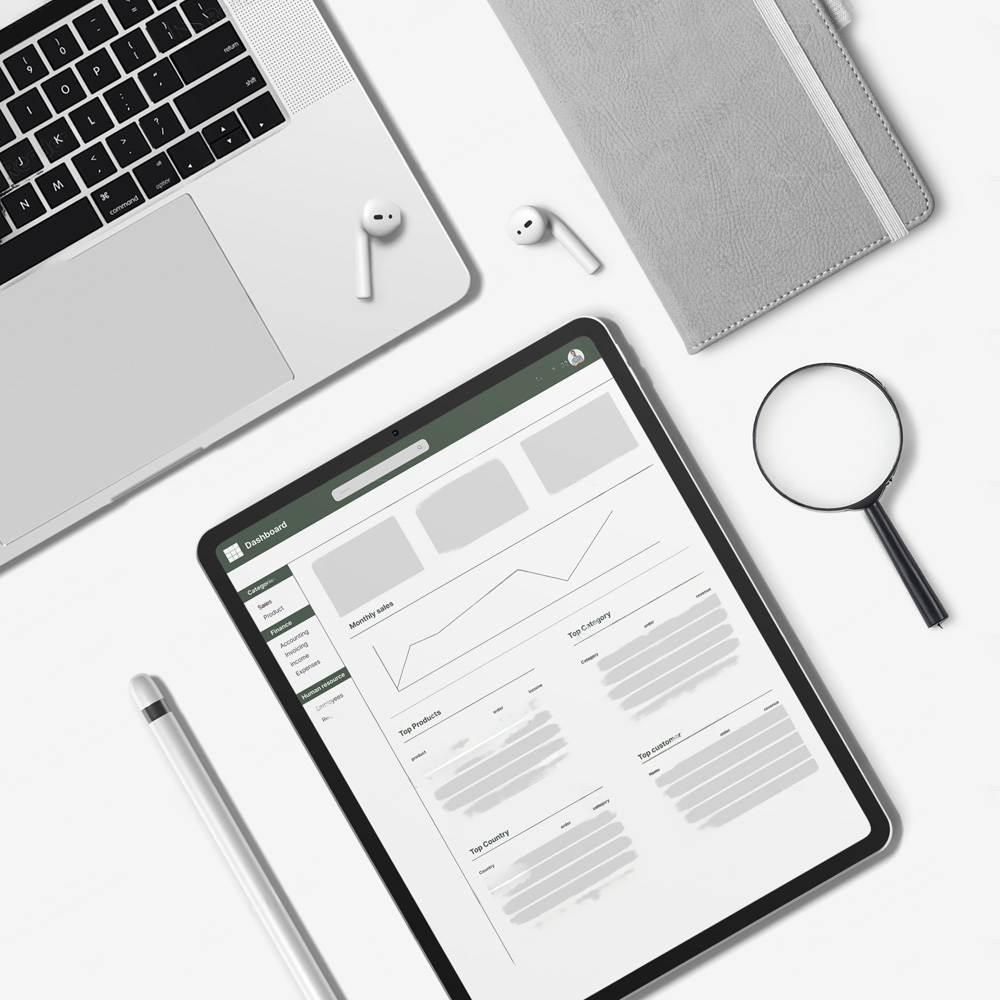 return
shift
9
0
I
O
P
J
K
L
N
M
command
option
Dashboard
Sales
Product
Finance
Accounting
Invoicing
Income
Expenses
Human resource
Monthly sales
Top Category
order
revenue
Category
Top Products
order
income
product
Top customer
order
revenue
Name
Top Country
order
category
Country